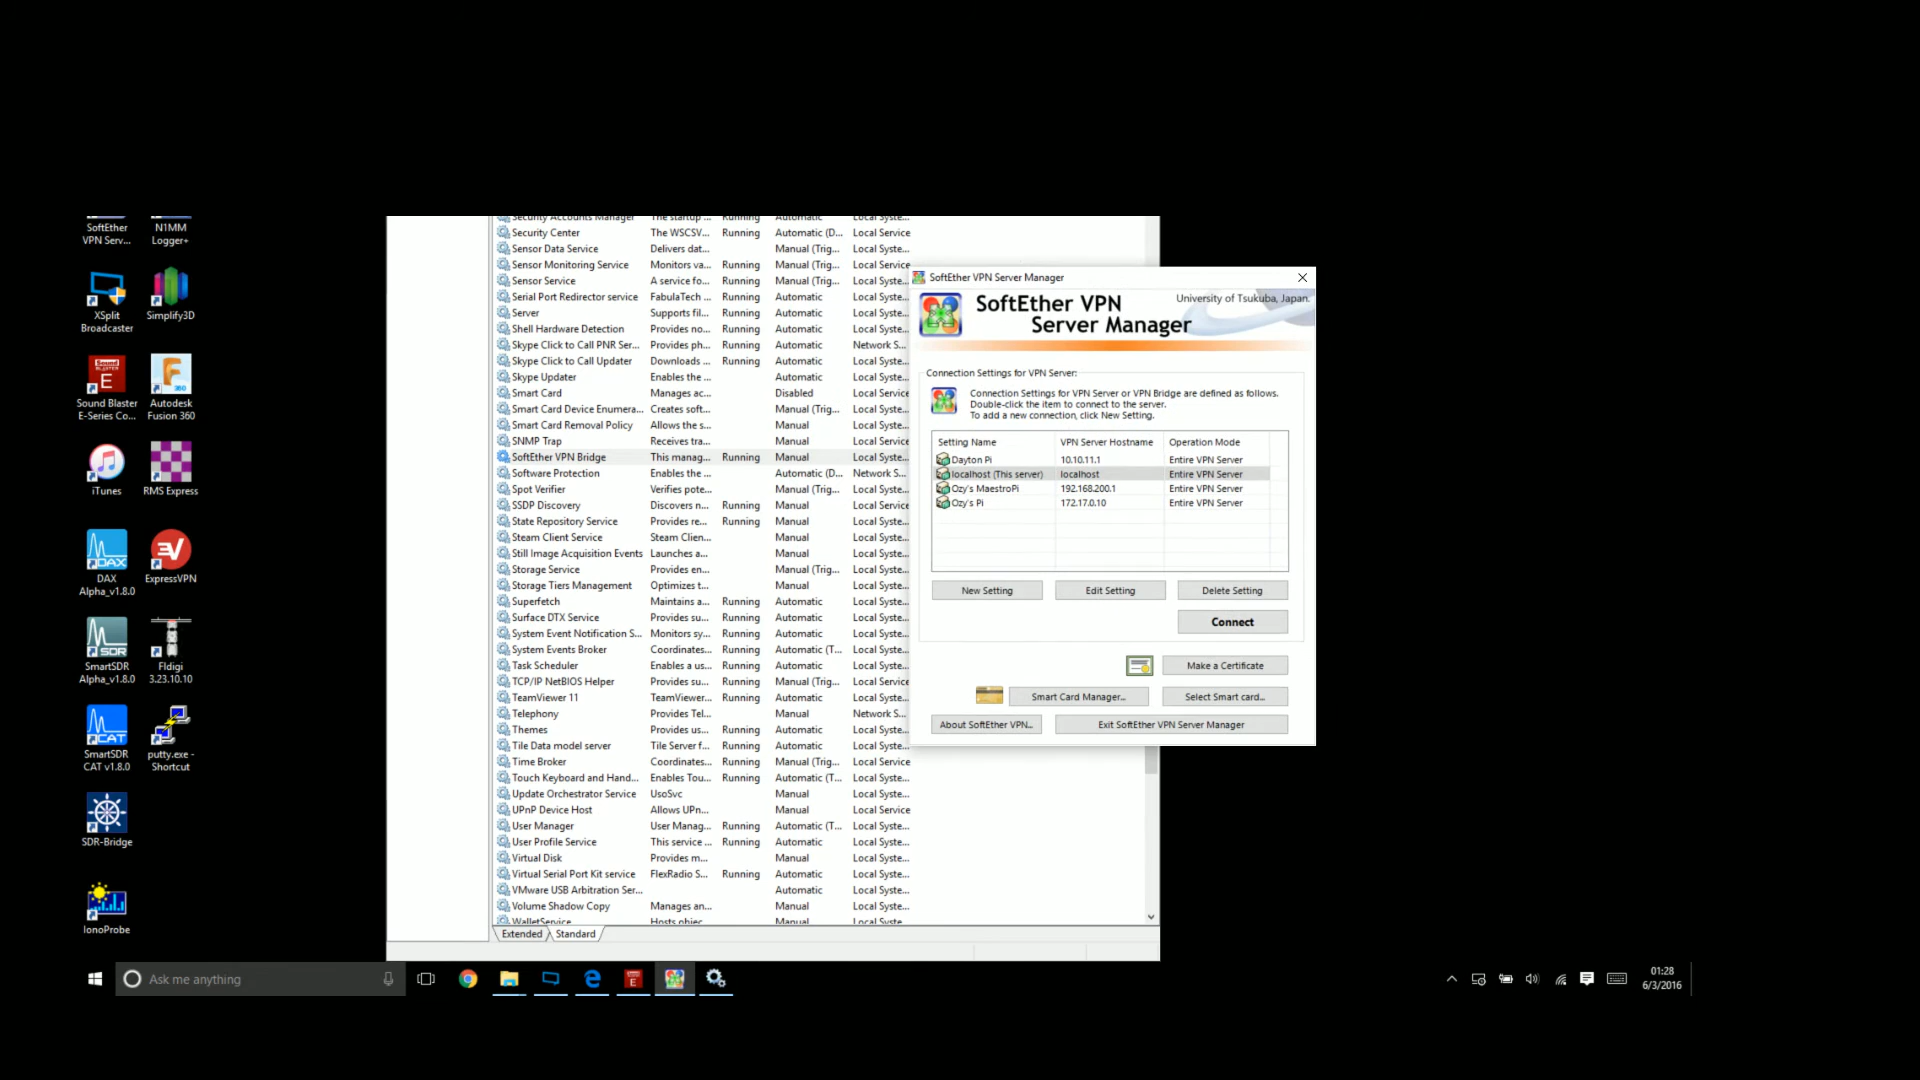 SoftEther
VPN Serv...
N1MM
Logger+
XSplit
Broadcaster
Simplify3D
Sound Blaster
E-Series Co...
Autodesk
Fusion 360
iTunes
RMS Express
DAX
Alpha_v1.8.0
ExpressVPN
SmartSDR
Alpha_v1.8.0
Fldigi
3.23.10.10
SmartSDR
CAT v1.8.0
putty.exe -
Shortcut
SDR-Bridge
IonoProbe
Security Accounts Manager The startup ... Running Automatic Local Syste...
Security Center The WSCSV... Running Automatic (D... Local Service
Sensor Data Service Delivers dat... Manual (Trig... Local Syste...
Sensor Monitoring Service Monitors va... Running Manual (Trig... Local Service
Sensor Service A service fo... Running Manual (Trig... Local Syste...
Serial Port Redirector service FabulaTech ... Running Automatic Local Syste...
Server Supports fil... Running Automatic Local Syste...
Shell Hardware Detection Provides no... Running Automatic Local Syste...
Skype Click to Call PNR Ser... Provides ph... Running Automatic Network S...
Skype Click to Call Updater Downloads ... Running Automatic Local Syste...
Skype Updater Enables the ... Automatic Local Syste...
Smart Card Manages ac... Disabled Local Service
Smart Card Device Enumera... Creates soft... Manual (Trig... Local Syste...
Smart Card Removal Policy Allows the s... Manual Local Syste...
SNMP Trap Receives tra... Manual Local Service
SoftEther VPN Bridge This manag... Running Manual Local Syste...
Software Protection Enables the ... Automatic (D... Network S...
Spot Verifier Verifies pote... Manual (Trig... Local Syste...
SSDP Discovery Discovers n... Running Manual Local Service
State Repository Service Provides re... Running Manual Local Syste...
Steam Client Service Steam Clien... Manual Local Syste...
Still Image Acquisition Events Launches a... Manual Local Syste...
Storage Service Provides en... Manual (Trig... Local Syste...
Storage Tiers Management Optimizes t... Manual Local Syste...
Superfetch Maintains a... Running Automatic Local Syste...
Surface DTX Service Provides su... Running Automatic Local Syste...
System Event Notification S... Monitors sy... Running Automatic Local Syste...
System Events Broker Coordinates... Running Automatic (T... Local Syste...
Task Scheduler Enables a us... Running Automatic Local Syste...
TCP/IP NetBIOS Helper Provides su... Running Manual (Trig... Local Service
TeamViewer 11 TeamViewer... Running Automatic Local Syste...
Telephony Provides Tel... Manual Network S...
Themes Provides us... Running Automatic Local Syste...
Tile Data model server Tile Server f... Running Automatic Local Syste...
Time Broker Coordinates... Running Manual (Trig... Local Service
Touch Keyboard and Hand... Enables Tou... Running Automatic (T... Local Syste...
Update Orchestrator Service UsoSvc Manual Local Syste...
UPnP Device Host Allows UPn... Manual Local Service
User Manager User Manag... Running Automatic (T... Local Syste...
User Profile Service This service ... Running Automatic Local Syste...
Virtual Disk Provides m... Manual Local Syste...
Virtual Serial Port Kit service FlexRadio S... Running Automatic Local Syste...
VMware USB Arbitration Ser... Automatic Local Syste...
Volume Shadow Copy Manages an... Manual Local Syste...
WalletService Hosts objec... Manual Local Syste...
Extended Standard
SoftEther VPN Server Manager
SoftEther VPN
Server Manager
University of Tsukuba, Japan.
Connection Settings for VPN Server:
Connection Settings for VPN Server or VPN Bridge are defined as follows.
Double-click the item to connect to the server.
To add a new connection, click New Setting.
Setting Name VPN Server Hostname Operation Mode
Dayton Pi 10.10.11.1 Entire VPN Server
localhost (This server) localhost Entire VPN Server
Ozy's MaestroPi 192.168.200.1 Entire VPN Server
Ozy's Pi 172.17.0.10 Entire VPN Server
New Setting Edit Setting Delete Setting
Connect
Make a Certificate
Smart Card Manager... Select Smart card...
About SoftEther VPN... Exit SoftEther VPN Server Manager
Ask me anything
01:28
6/3/2016